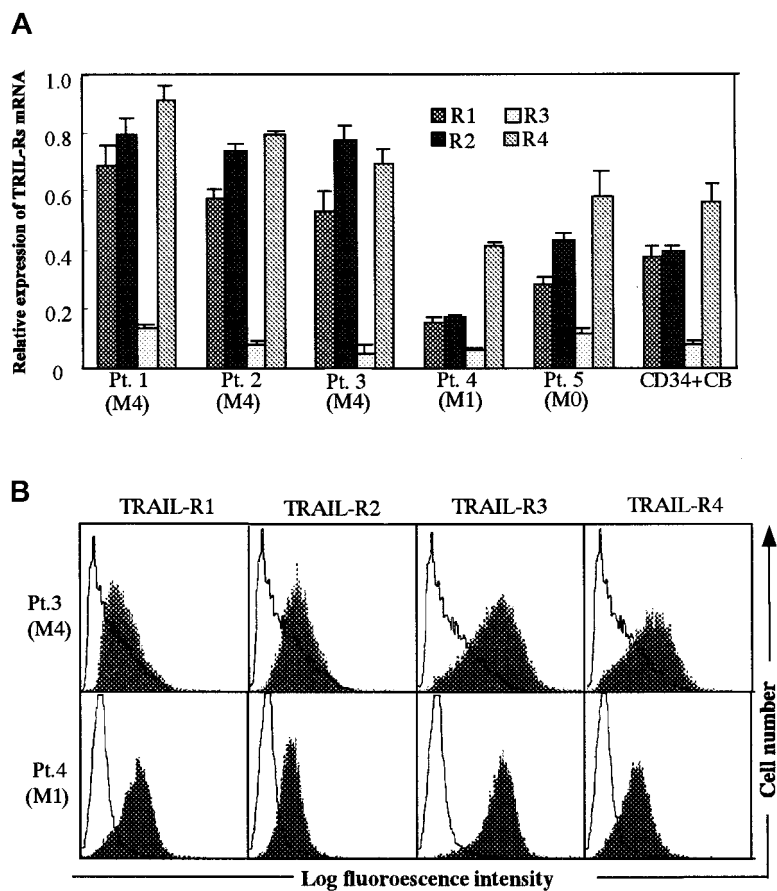 A
Relative expression of TRIL-Rs mRNA
1.0
0.8
0.6
0.4
0.2
0
R1
R3
R2
R4
Pt. 1 Pt. 2 Pt. 3 Pt. 4 Pt. 5 CD34+CB
(M4) (M4) (M4) (M1) (M0)
B
TRAIL-R1 TRAIL-R2 TRAIL-R3 TRAIL-R4
Pt.3
(M4)
Pt.4
(M1)
Cell number
Log fluoroescence intensity